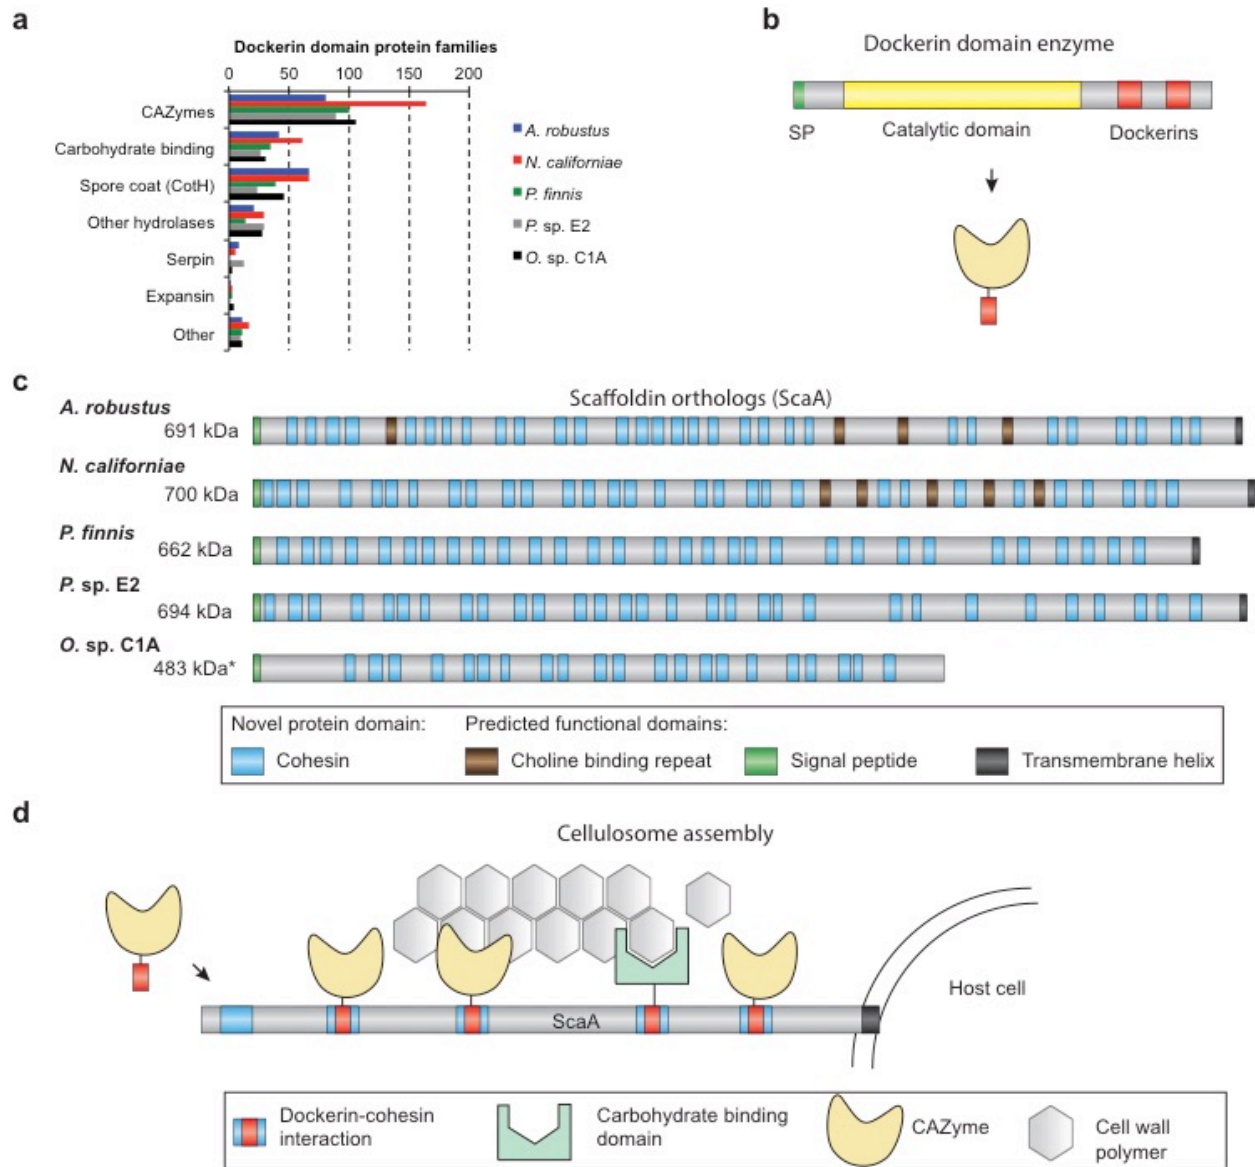 a
Dockerin domain protein families
0 50 100 150 200
CAZymes
Carbohydrate binding
Spore coat (CotH)
Other hydrolases
Serpin
Expansin
Other
A. robustus
N. californiae
P. finnis
P. sp. E2
O. sp. C1A
b
Dockerin domain enzyme
SP Catalytic domain Dockerins
c
Scaffoldin orthologs (ScaA)
A. robustus
691 kDa
N. californiae
700 kDa
P. finnis
662 kDa
P. sp. E2
694 kDa
O. sp. C1A
483 kDa*
Novel protein domain: Predicted functional domains:
Cohesin Choline binding repeat Signal peptide Transmembrane helix
d
Cellulosome assembly
Host cell
ScaA
Dockerin-cohesin
interaction
Carbohydrate binding
domain
CAZyme
Cell wall
polymer